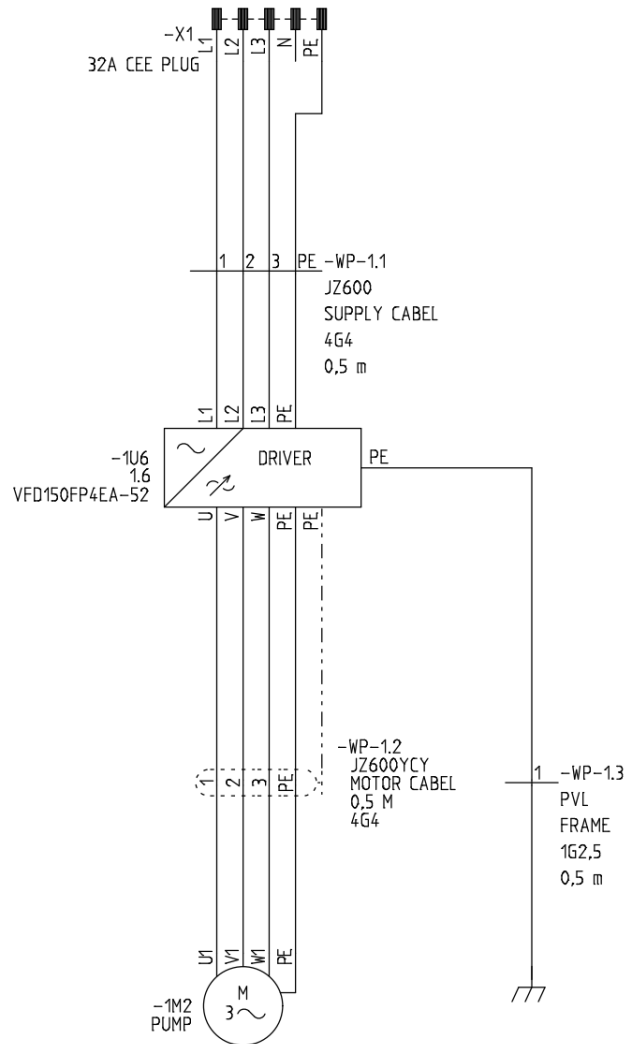 -X1
32A CEE PLUG
L1 L2 L3 N PE
1 2 3 PE
-WP-1.1
JZ600
SUPPLY CABEL
4G4
0,5 m
L1 L2 L3 PE
-1U6
1.6
VFD150FP4EA-52
DRIVER
PE
U V W PE PE
-WP-1.2
JZ600YCY
MOTOR CABEL
0,5 M
4G4
1 2 3 PE
1
-WP-1.3
PVL
FRAME
1G2,5
0,5 m
U1 V1 W1 PE
-1M2
PUMP
M
3